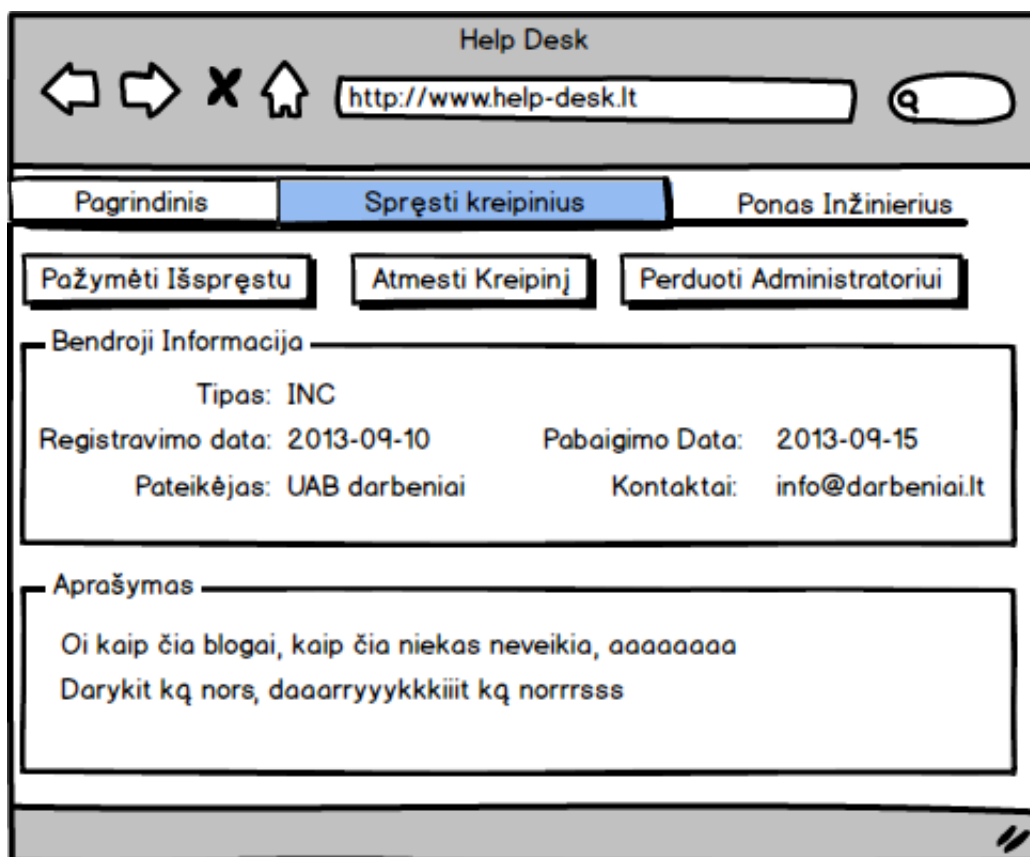 Help Desk
http://www.help-desk.lt
Pagrindinis Spręsti kreipinius Ponas Inžinierius
Pažymėti Išspręstu Atmesti Kreipinį Perduoti Administratoriui
Bendroji Informacija
Tipas: INC
Registravimo data: 2013-09-10 Pabaigimo Data: 2013-09-15
Pateikėjas: UAB darbeniai Kontaktai: info@darbeniai.lt
Aprašymas
Oi kaip čia blogai, kaip čia niekas neveikia, aaaaaaaa
Darykit ką nors, daaarryyykkkiiit ką norrrsss